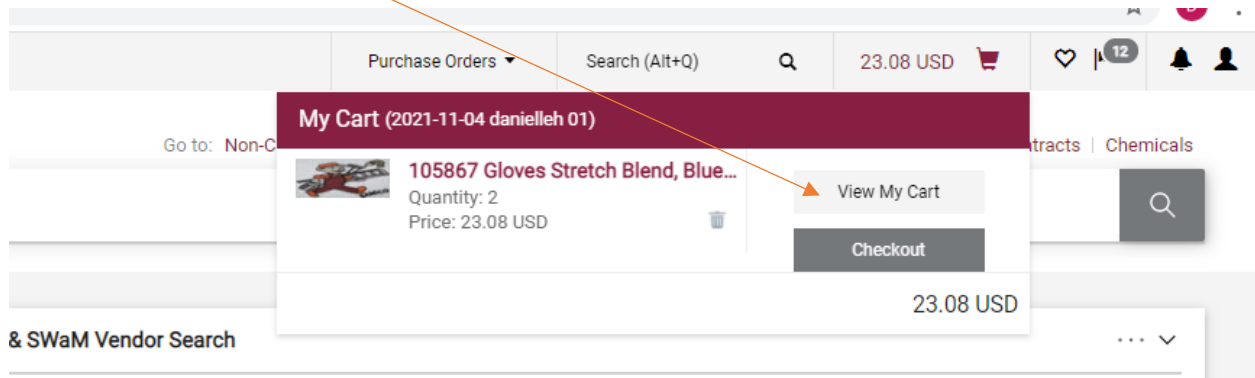 Purchase Orders Search (Alt+Q) 23.08 USD 12
My Cart (2021-11-04 danielleh 01)
Go to: Non-C | Chemicals
105867 Gloves Stretch Blend, Blue...
Quantity: 2
Price: 23.08 USD
View My Cart
Checkout
23.08 USD
& SWaM Vendor Search